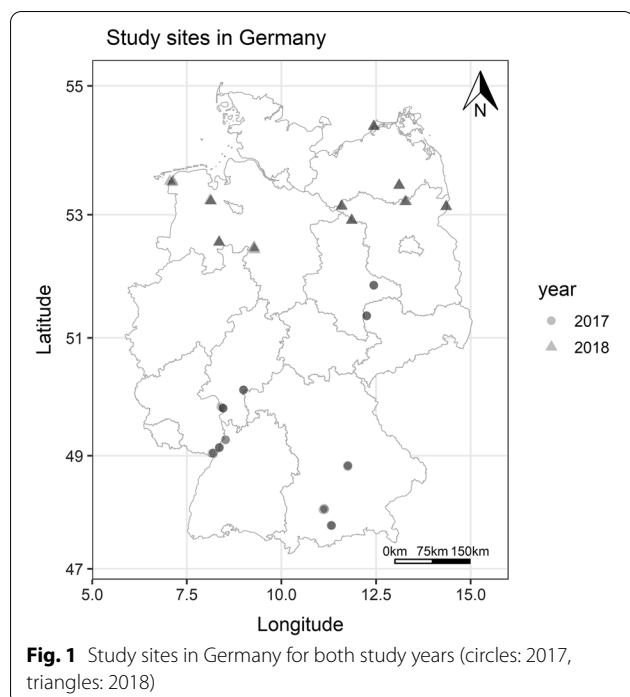 Study sites in Germany
55
N
53
51
49
47
Latitude
0km 75km 150km
5.0 7.5 10.0 12.5 15.0
Longitude
year
2017
2018
Fig. 1 Study sites in Germany for both study years (circles: 2017,
triangles: 2018)